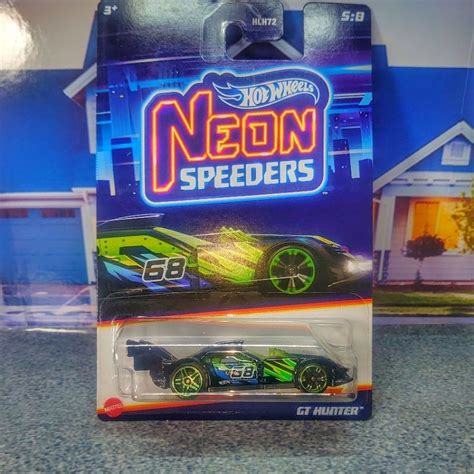 3+
HLH72
5:8
Hot Wheels
NEON
SPEEDERS
68
68
MATTEL
GT HUNTER